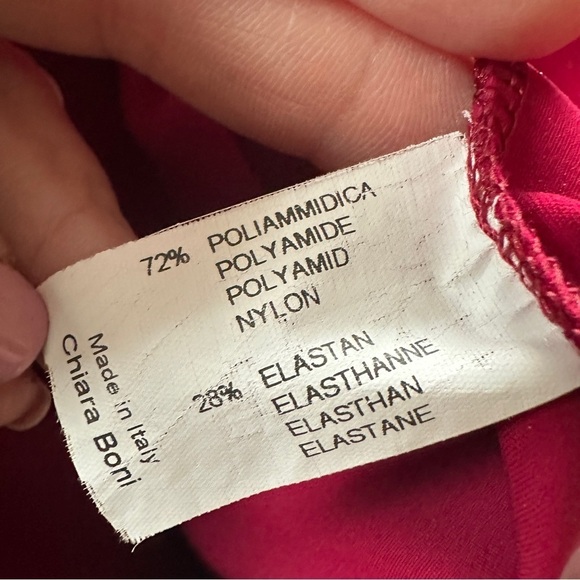 72% POLIAMMIDICA
POLYAMIDE
POLYAMID
NYLON
28% ELASTAN
ELASTHANNE
ELASTHAN
ELASTANE
Made in Italy
Chiara Boni